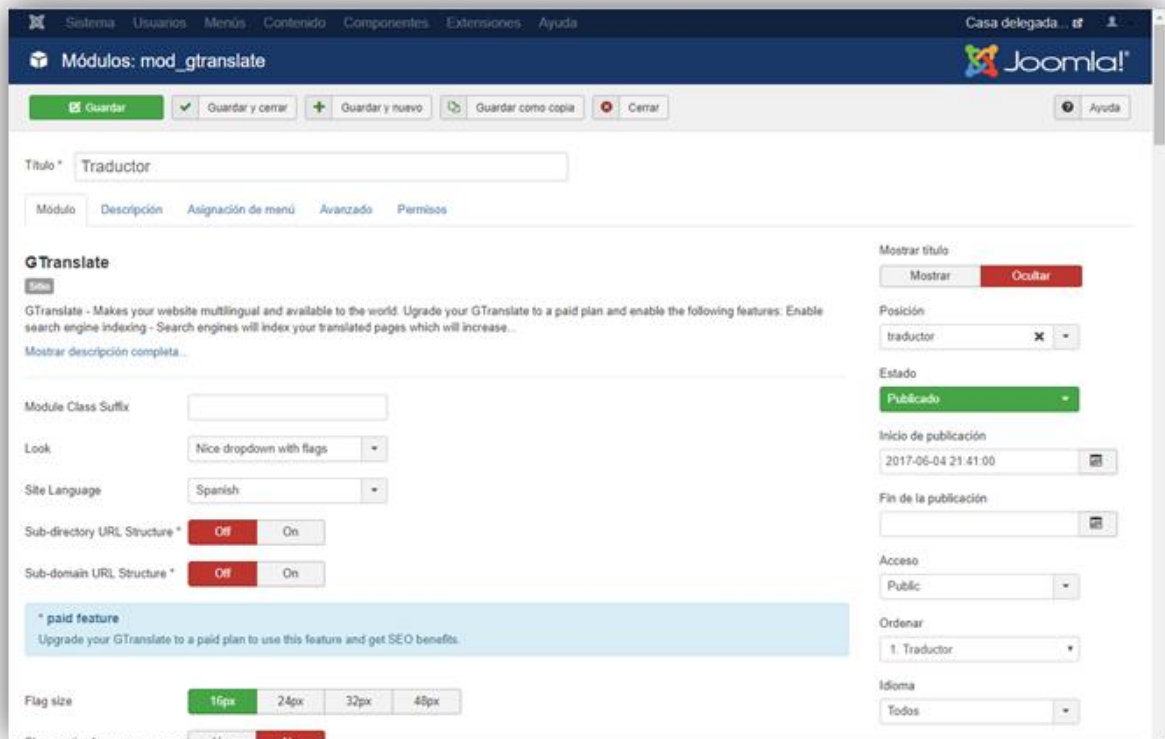 Sistema Usuarios Menús Contenido Componentes Extensiones Ayuda
Casa delegada...
Módulos: mod_gtranslate
Joomla!
Guardar
Guardar y cerrar
Guardar y nuevo
Guardar como copia
Cerrar
Ayuda
Título *
Traductor
Módulo Descripción Asignación de menú Avanzado Permisos
GTranslate
Sitio
GTranslate - Makes your website multilingual and available to the world. Ugrade your GTranslate to a paid plan and enable the following features: Enable
search engine indexing - Search engines will index your translated pages which will increase...
Mostrar descripción completa...
Module Class Suffix
Look Nice dropdown with flags
Site Language Spanish
Sub-directory URL Structure * Off On
Sub-domain URL Structure * Off On
* paid feature
Upgrade your GTranslate to a paid plan to use this feature and get SEO benefits.
Flag size 16px 24px 32px 48px
Mostrar título
Mostrar Ocultar
Posición
traductor
Estado
Publicado
Inicio de publicación
2017-06-04 21:41:00
Fin de la publicación
Acceso
Public
Ordenar
1. Traductor
Idioma
Todos